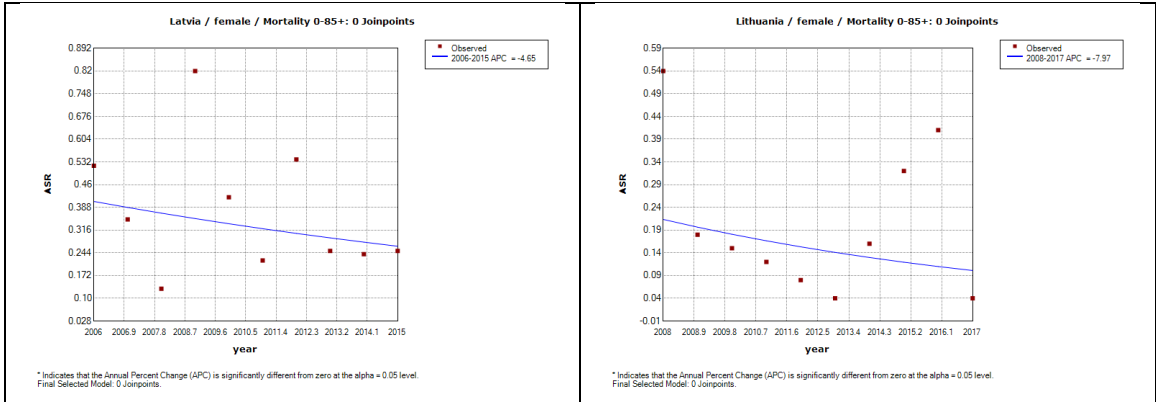 Latvia / female / Mortality 0-85+: 0 Joinpoints
Observed
2006-2015 APC = -4.65
0.892
0.82
0.748
0.676
0.604
0.532
0.46
0.388
0.316
0.244
0.172
0.10
0.028
ASR
2006 2006.9 2007.8 2008.7 2009.6 2010.5 2011.4 2012.3 2013.2 2014.1 2015
year
* Indicates that the Annual Percent Change (APC) is significantly different from zero at the alpha = 0.05 level.
Final Selected Model: 0 Joinpoints.
Lithuania / female / Mortality 0-85+: 0 Joinpoints
Observed
2008-2017 APC = -7.97
0.59
0.54
0.49
0.44
0.39
0.34
0.29
0.24
0.19
0.14
0.09
0.04
-0.01
ASR
2008 2008.9 2009.8 2010.7 2011.6 2012.5 2013.4 2014.3 2015.2 2016.1 2017
year
* Indicates that the Annual Percent Change (APC) is significantly different from zero at the alpha = 0.05 level.
Final Selected Model: 0 Joinpoints.